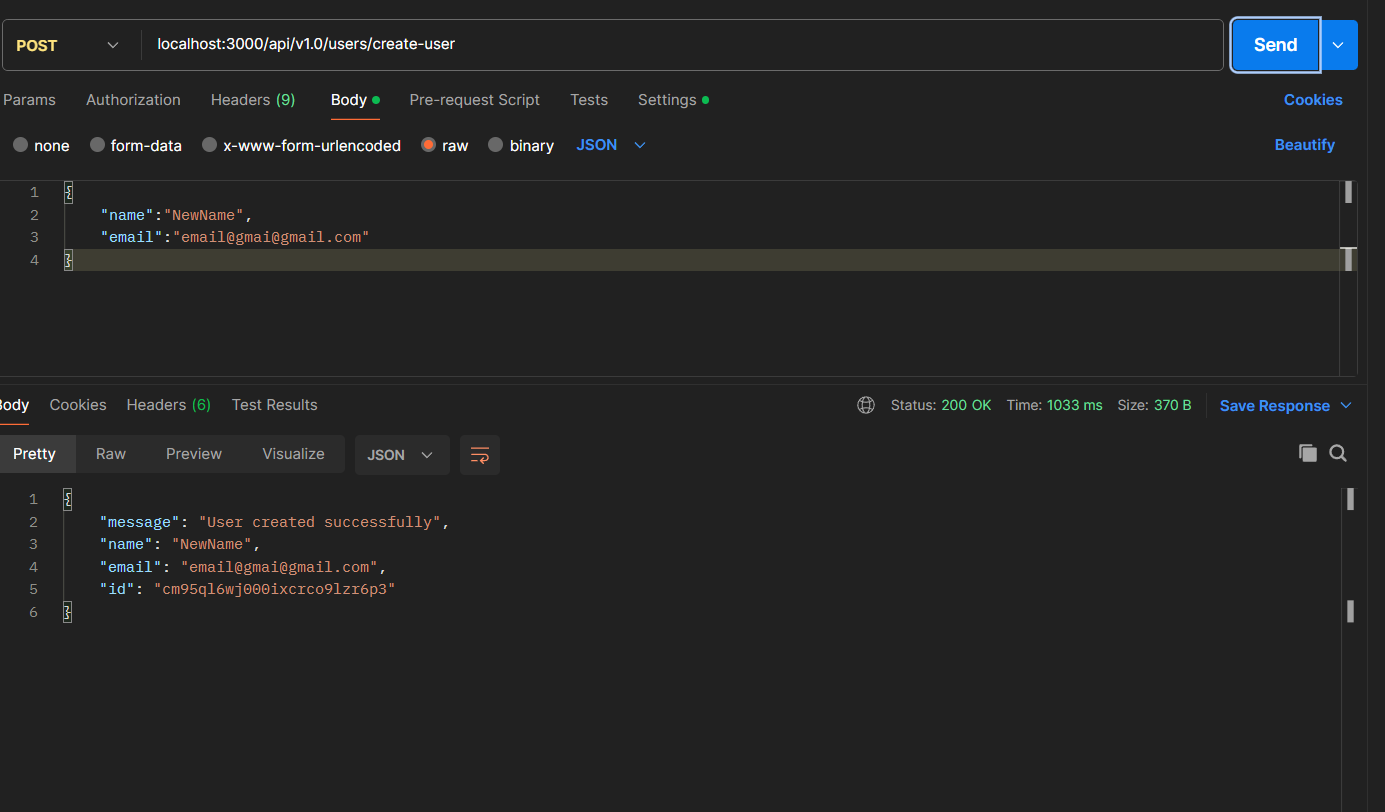 POST localhost:3000/api/v1.0/users/create-user Send
Params Authorization Headers (9) Body Pre-request Script Tests Settings Cookies
none form-data x-www-form-urlencoded raw binary JSON Beautify
1 {
2 "name":"NewName",
3 "email":"email@gmai@gmail.com"
4 }
Body Cookies Headers (6) Test Results Status: 200 OK Time: 1033 ms Size: 370 B Save Response
Pretty Raw Preview Visualize JSON
1 {
2 "message": "User created successfully",
3 "name": "NewName",
4 "email": "email@gmai@gmail.com",
5 "id": "cm95ql6wj000ixcrco9lzr6p3"
6 }